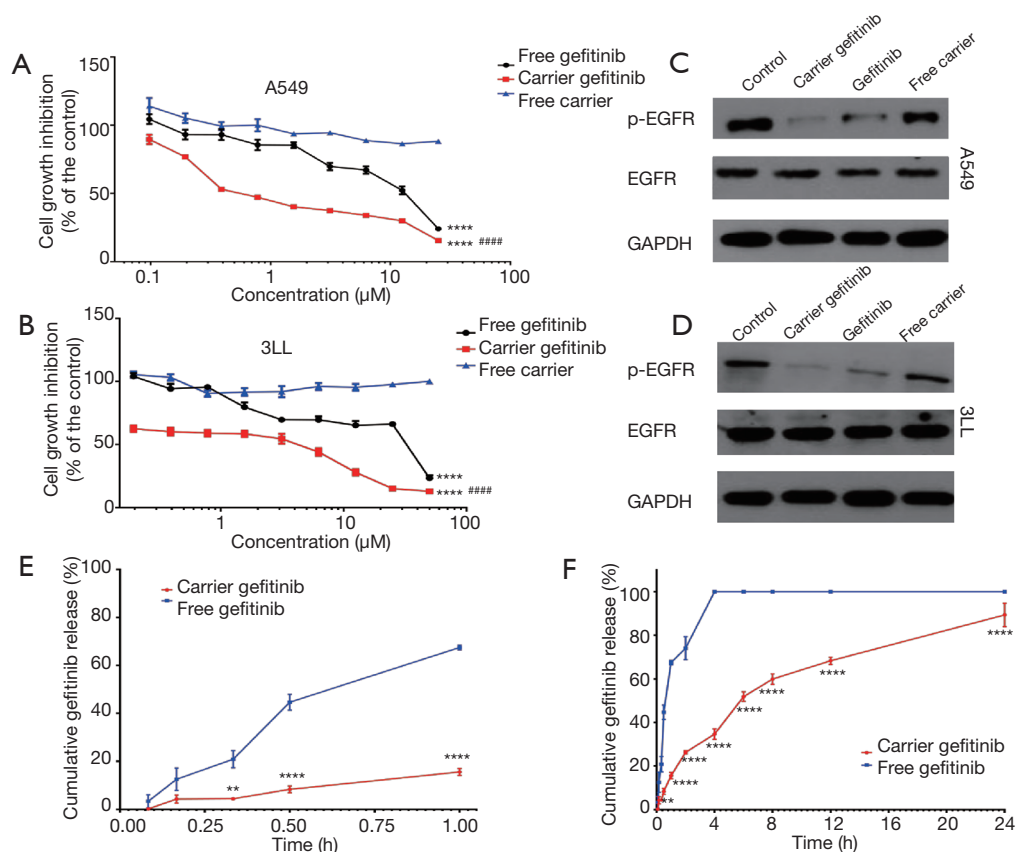 A
Cell growth inhibition
(% of the control)
150
100
50
0
A549
Free gefitinib
Carrier gefitinib
Free carrier
****
**** ####
0.1 1 10 100
Concentration (µM)
B
Cell growth inhibition
(% of the control)
150
100
50
0
3LL
Free gefitinib
Carrier gefitinib
Free carrier
****
**** ####
1 10 100
Concentration (µM)
C
Control Carrier gefitinib Gefitinib Free carrier
p-EGFR
EGFR
GAPDH
A549
D
Control Carrier gefitinib Gefitinib Free carrier
p-EGFR
EGFR
GAPDH
3LL
E
Cumulative gefitinib release (%)
100
80
60
40
20
0
Carrier gefitinib
Free gefitinib
**
****
****
0.00 0.25 0.50 0.75 1.00
Time (h)
F
Cumulative gefitinib release (%)
100
80
60
40
20
0
**
****
****
****
****
****
****
****
Carrier gefitinib
Free gefitinib
0 4 8 12 16 20 24
Time (h)